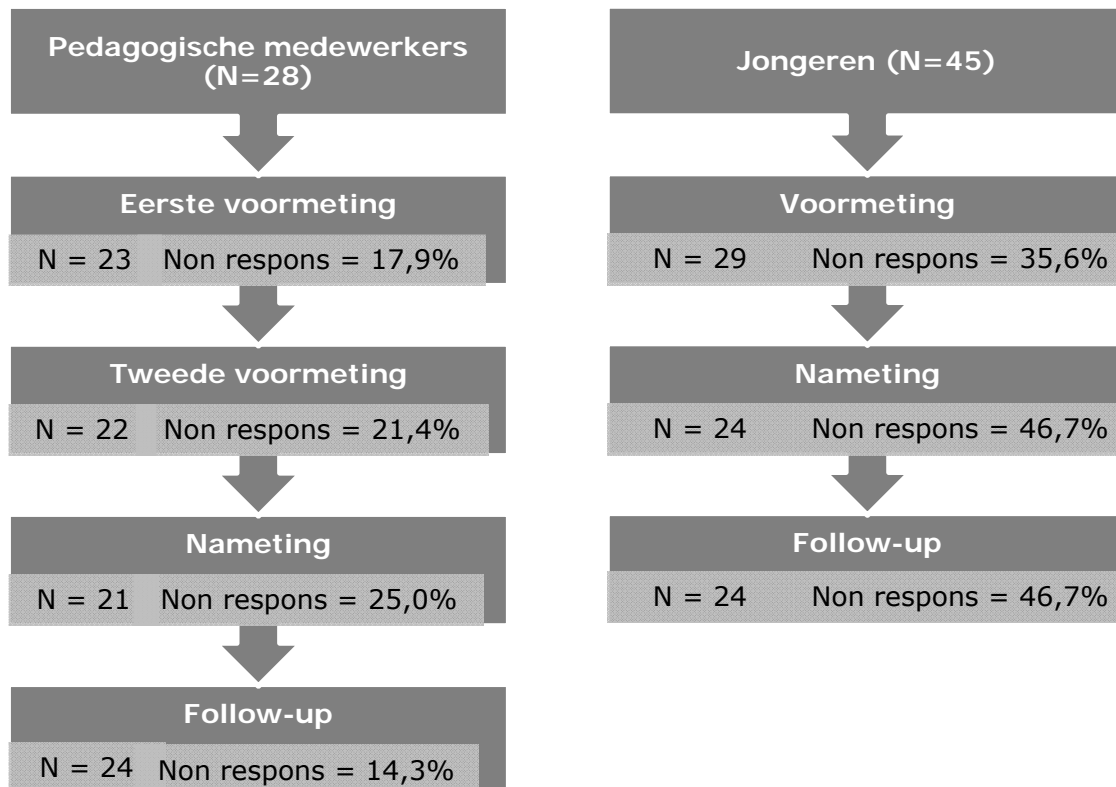 Pedagogische medewerkers
(N=28)
Eerste voormeting
N = 23 Non respons = 17,9%
Tweede voormeting
N = 22 Non respons = 21,4%
Nameting
N = 21 Non respons = 25,0%
Follow-up
N = 24 Non respons = 14,3%
Jongeren (N=45)
Voormeting
N = 29 Non respons = 35,6%
Nameting
N = 24 Non respons = 46,7%
Follow-up
N = 24 Non respons = 46,7%